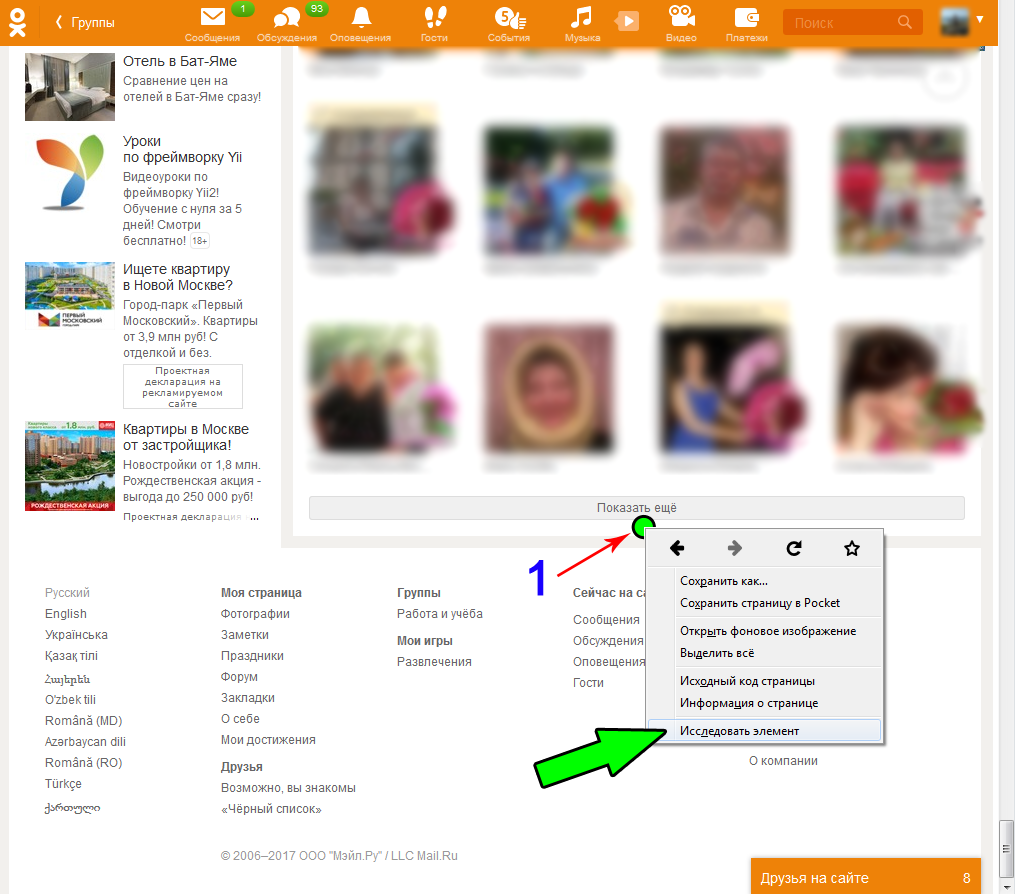 Группы
1
93
5
Сообщения
Обсуждения
Оповещения
Гости
События
Музыка
Видео
Платежи
Поиск
Отель в Бат-Яме
Сравнение цен на
отелей в Бат-Яме сразу!
Уроки
по фреймворку Yii
Видеоуроки по
фреймворку Yii2!
Обучение с нуля за 5
дней! Смотри
бесплатно! 18+
Ищете квартиру
в Новой Москве?
Город-парк «Первый
Московский». Квартиры
от 3,9 млн руб! С
отделкой и без.
Проектная
декларация на
рекламируемом
сайте
ПЕРВЫЙ
МОСКОВСКИЙ
Квартиры в Москве
от застройщика!
Новостройки от 1,8 млн.
Рождественская акция -
выгода до 250 000 руб!
Проектная декларация ...
РОЖДЕСТВЕНСКАЯ АКЦИЯ
Показать ещё
1
Сохранить как...
Сохранить страницу в Pocket
Открыть фоновое изображение
Выделить всё
Исходный код страницы
Информация о странице
Исследовать элемент
Русский
English
Українська
Қазақ тілі
Հայերեն
O'zbek tili
Română (MD)
Azərbaycan dili
Română (RO)
Türkçe
ქართული
Моя страница
Фотографии
Заметки
Праздники
Форум
Закладки
О себе
Мои достижения
Друзья
Возможно, вы знакомы
«Чёрный список»
Группы
Работа и учёба
Мои игры
Развлечения
Сейчас на са
Сообщения
Обсуждения
Оповещения
Гости
О компании
© 2006–2017 ООО "Мэйл.Ру" / LLC Mail.Ru
Друзья на сайте 8